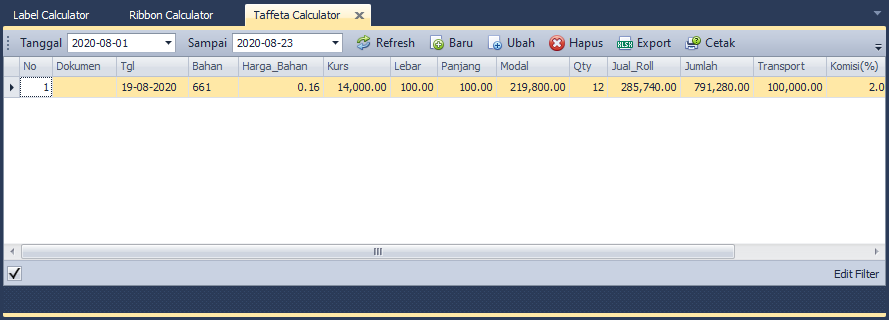 Label Calculator Ribbon Calculator Taffeta Calculator
Tanggal 2020-08-01 Sampai 2020-08-23 Refresh Baru Ubah Hapus XLSX Export Cetak
No Dokumen Tgl Bahan Harga_Bahan Kurs Lebar Panjang Modal Qty Jual_Roll Jumlah Transport Komisi(%)
1 19-08-2020 661 0.16 14,000.00 100.00 100.00 219,800.00 12 285,740.00 791,280.00 100,000.00 2.0
Edit Filter